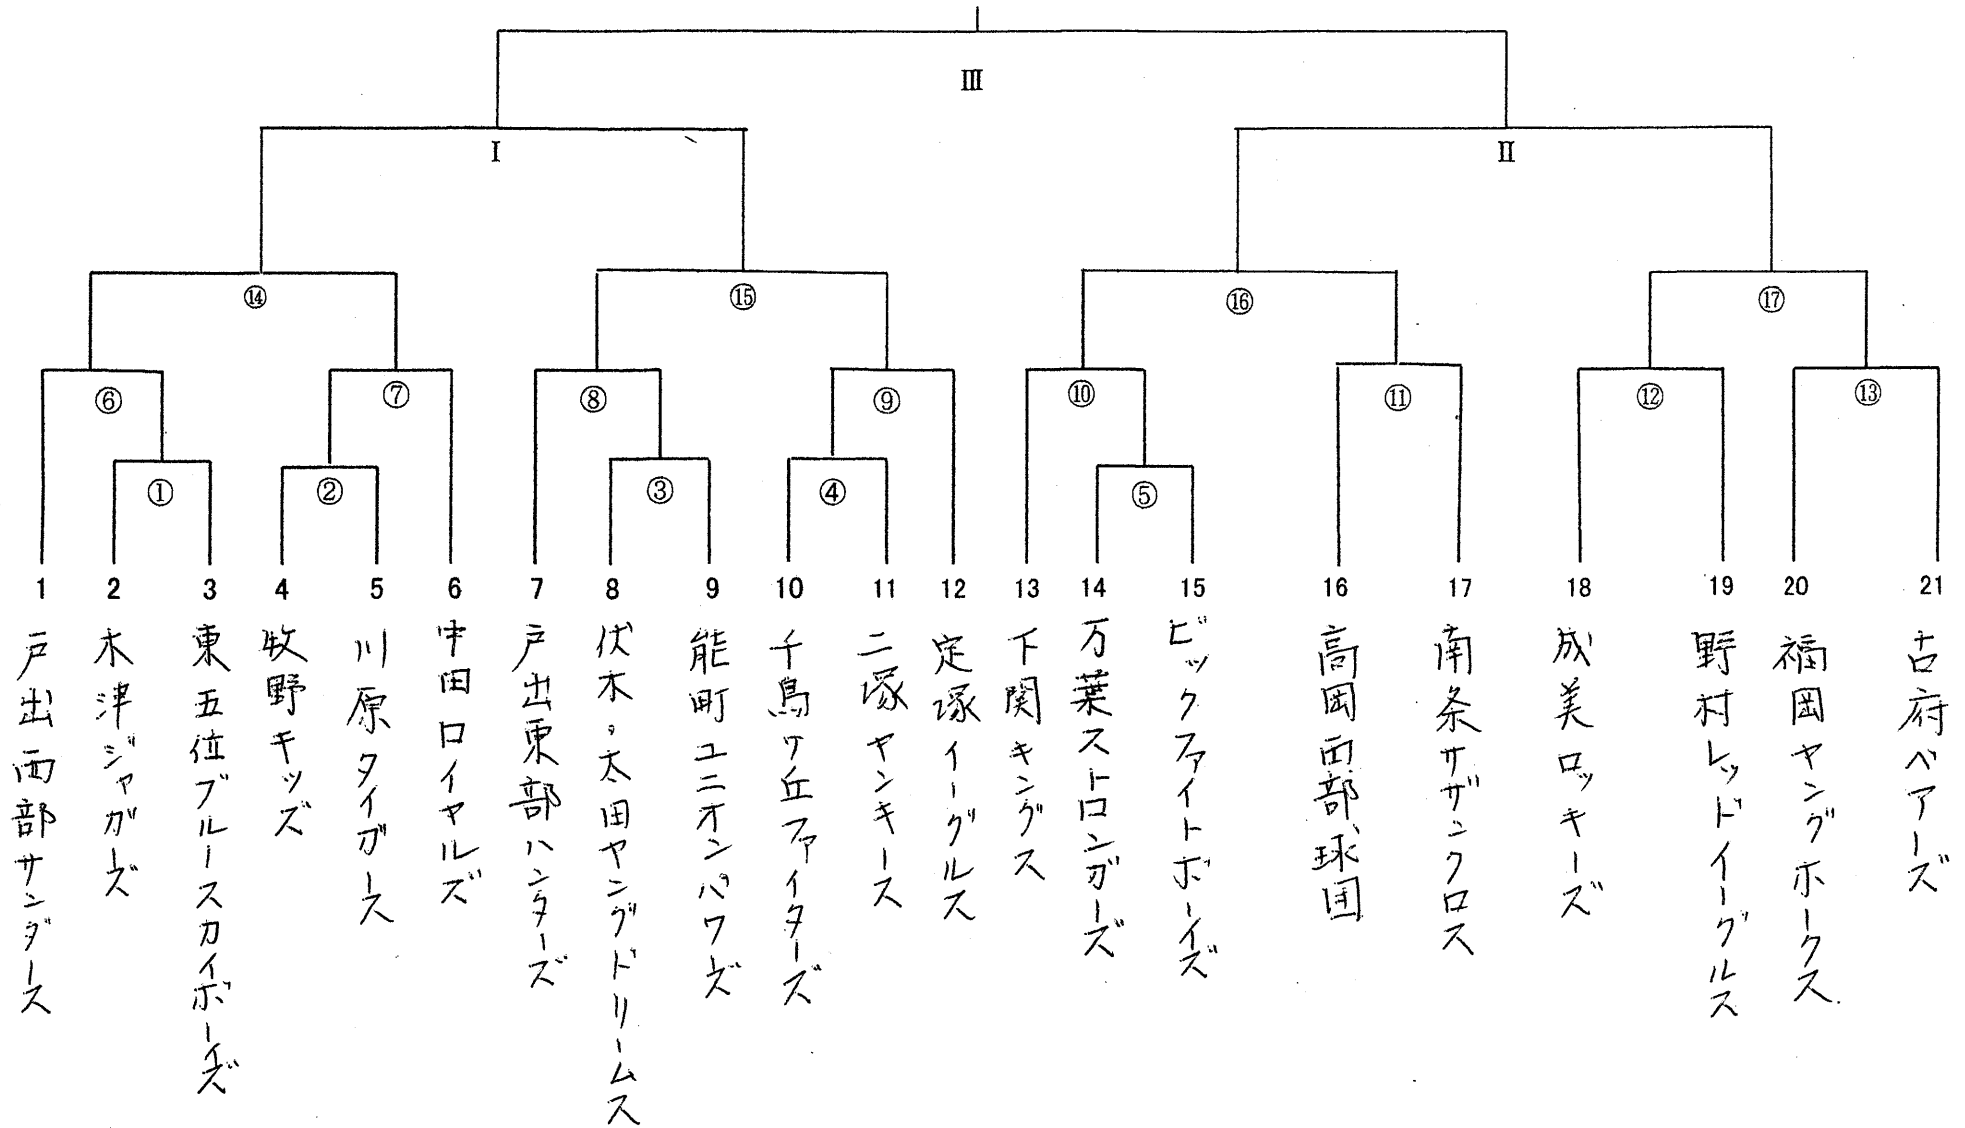 Ⅲ
Ⅰ
Ⅱ
⑭
⑮
⑯
⑰
⑥
⑦
⑧
⑨
⑩
⑪
⑫
⑬
①
②
③
④
⑤
1
2
3
4
5
6
7
8
9
10
11
12
13
14
15
16
17
18
19
20
21
戸出西部サンダース
木津ジャガーズ
東五位ブルースカイボーイズ
牧野キッズ
川原タイガース
中田ロイヤルズ
戸出東部ハンターズ
伏木・太田ヤングドリームス
能町ユニオンパワーズ
千鳥ヶ丘ファイターズ
二塚ヤンキース
定塚イーグルス
下関キングス
万葉ストロンガーズ
ビックファイトボーイズ
高岡西部球団
南条サザンクロス
成美ロッキーズ
野村レッドイーグルス
福岡ヤングホークス
古府ベアーズ